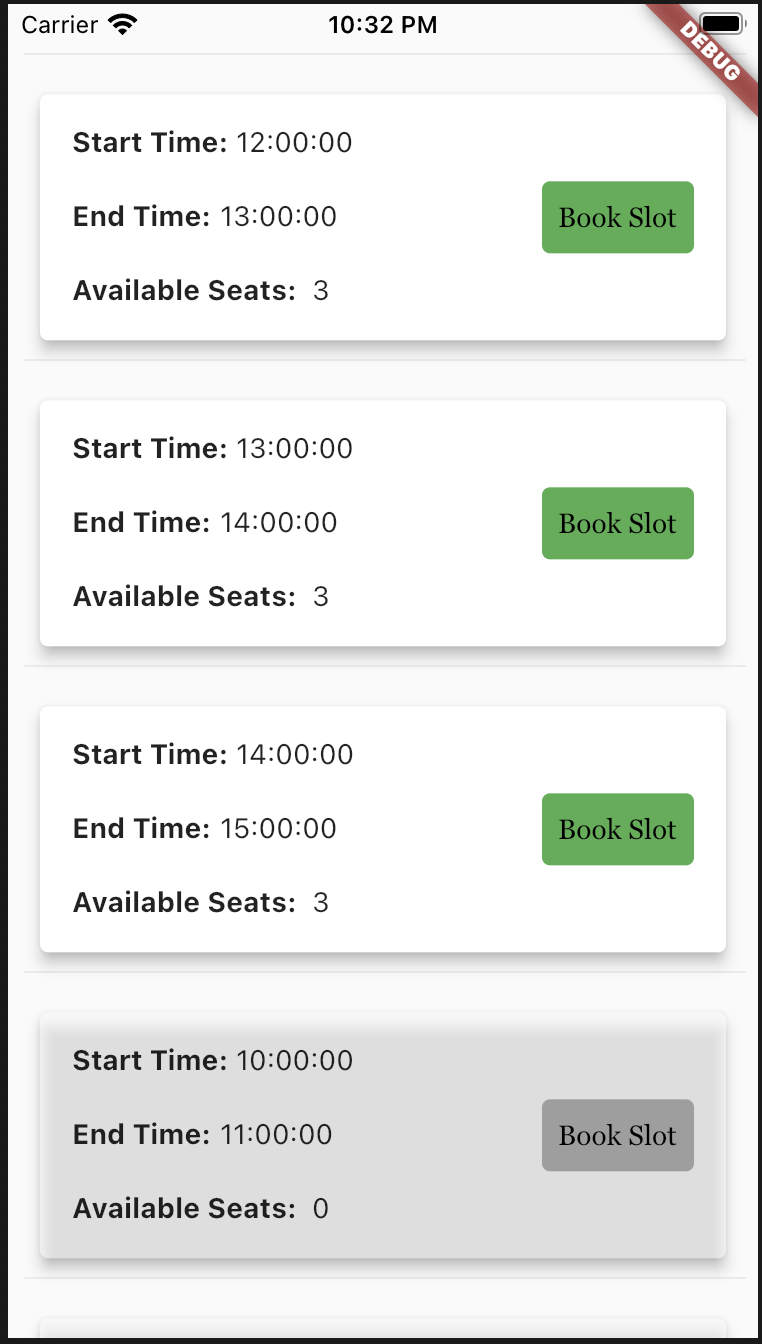 Carrier 10:32 PM
DEBUG
Start Time: 12:00:00
End Time: 13:00:00
Book Slot
Available Seats: 3
Start Time: 13:00:00
End Time: 14:00:00
Book Slot
Available Seats: 3
Start Time: 14:00:00
End Time: 15:00:00
Book Slot
Available Seats: 3
Start Time: 10:00:00
End Time: 11:00:00
Book Slot
Available Seats: 0